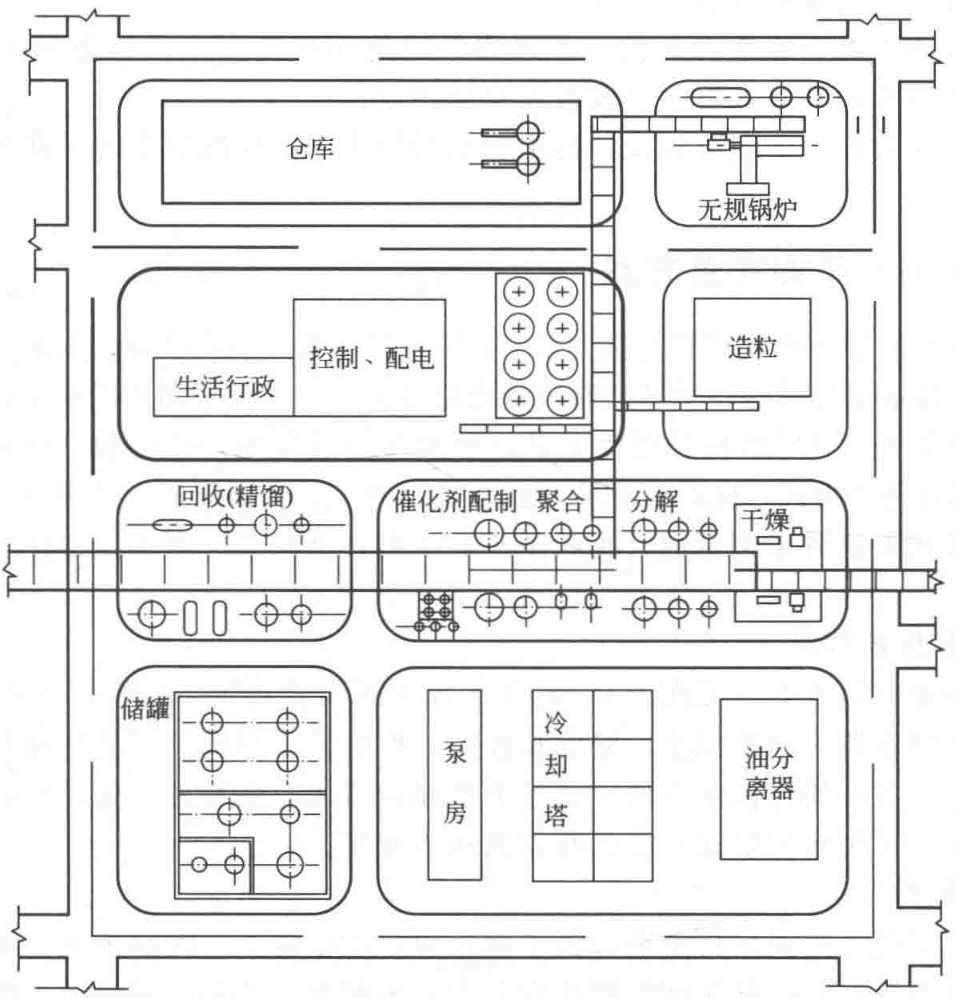 仓库
无规锅炉
造粒
控制、配电
生活行政
回收(精馏)
催化剂配制 聚合 分解
干燥
储罐
泵
房
冷
却
塔
油分
离器